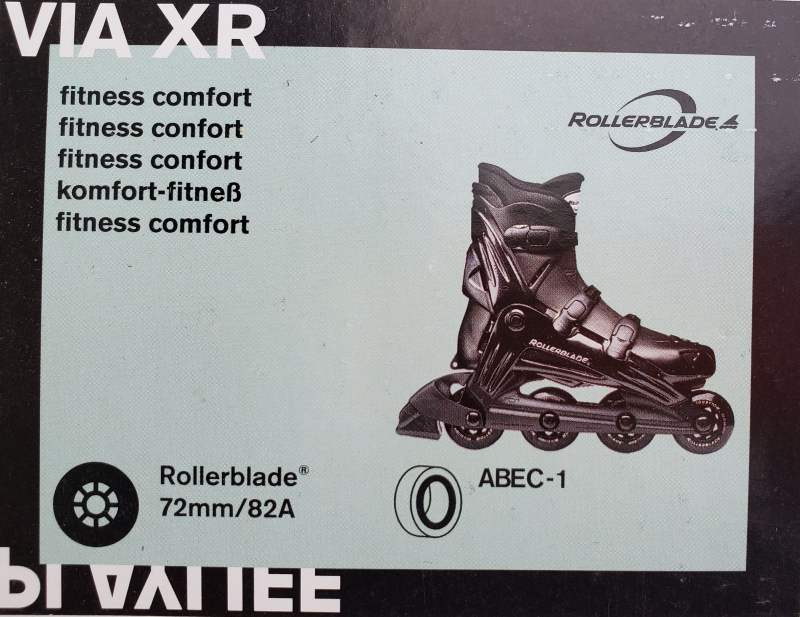 VIA XR
fitness comfort
fitness confort
fitness confort
komfort-fitneß
fitness comfort
ROLLERBLADE
ROLLERBLADE
Rollerblade®
72mm/82A
ABEC-1